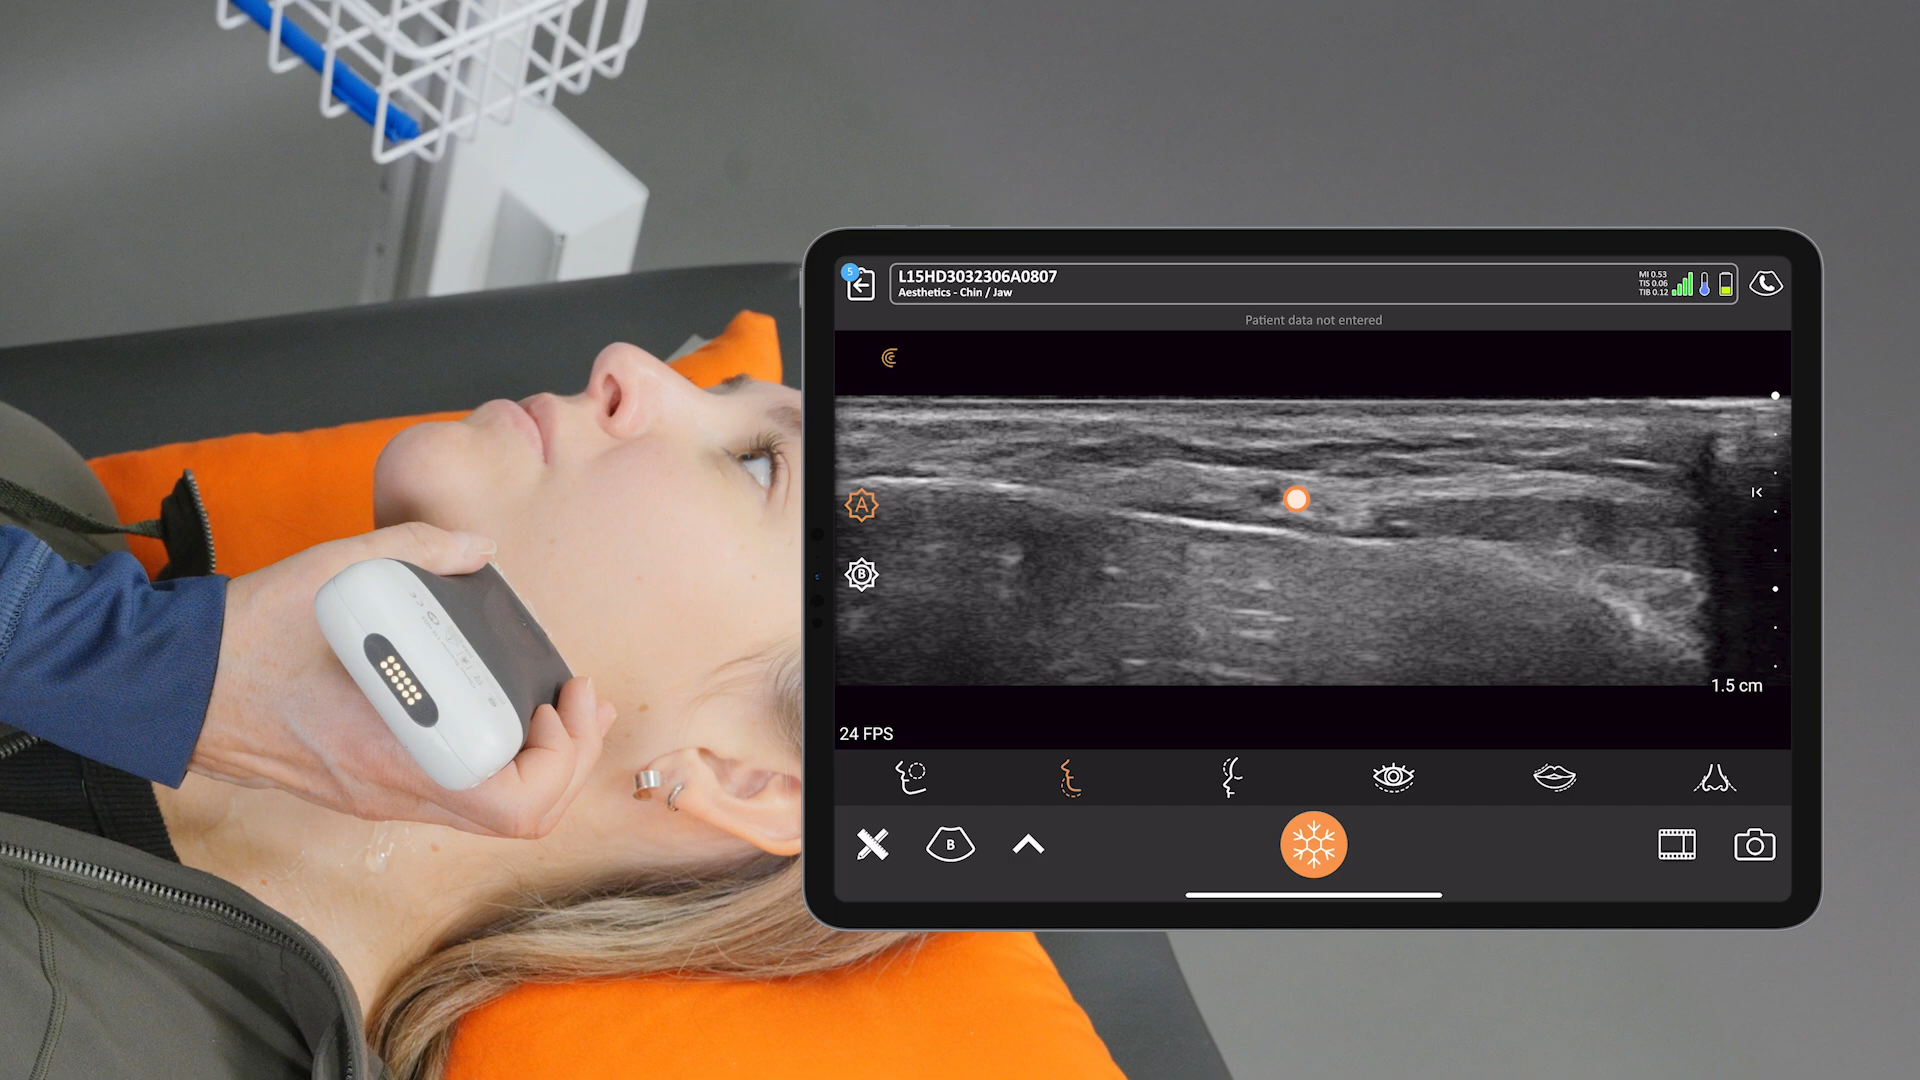 5
L15HD3032306A0807
Aesthetics - Chin / Jaw
MI 0.53
TIS 0.06
TIB 0.12
Patient data not entered
A
B
1.5 cm
24 FPS
B